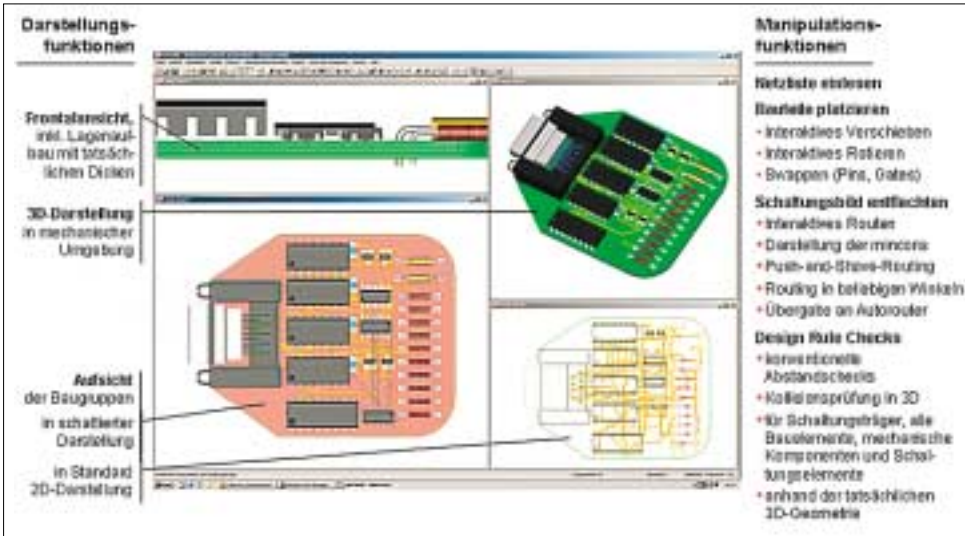 Darstellungs-
funktionen
Frontalansicht,
inkl. Lagenauf-
bau mit tatsäch-
lichen Dicken
3D-Darstellung
in mechanischer
Umgebung
Aufsicht
der Baugruppen
in schattierter
Darstellung
in Standard
2D-Darstellung
Manipulations-
funktionen
Netzliste einlesen
Bauteile platzieren
• Interaktives Verschieben
• Interaktives Rotieren
• Swappen (Pins, Gates)
Schaltungsbild entflechten
• Interaktives Routen
• Darstellung der mincons
• Push-and-Shove-Routing
• Routing in beliebigen Winkeln
• Übergabe an Autorouter
Design Rule Checks
• konventionelle
Abstandschecks
• Kollisionsprüfung in 3D
• für Schaltungsträger, alle
Bauelemente, mechanische
Komponenten und Schal-
tungselemente
• anhand der tatsächlichen
3D-Geometrie